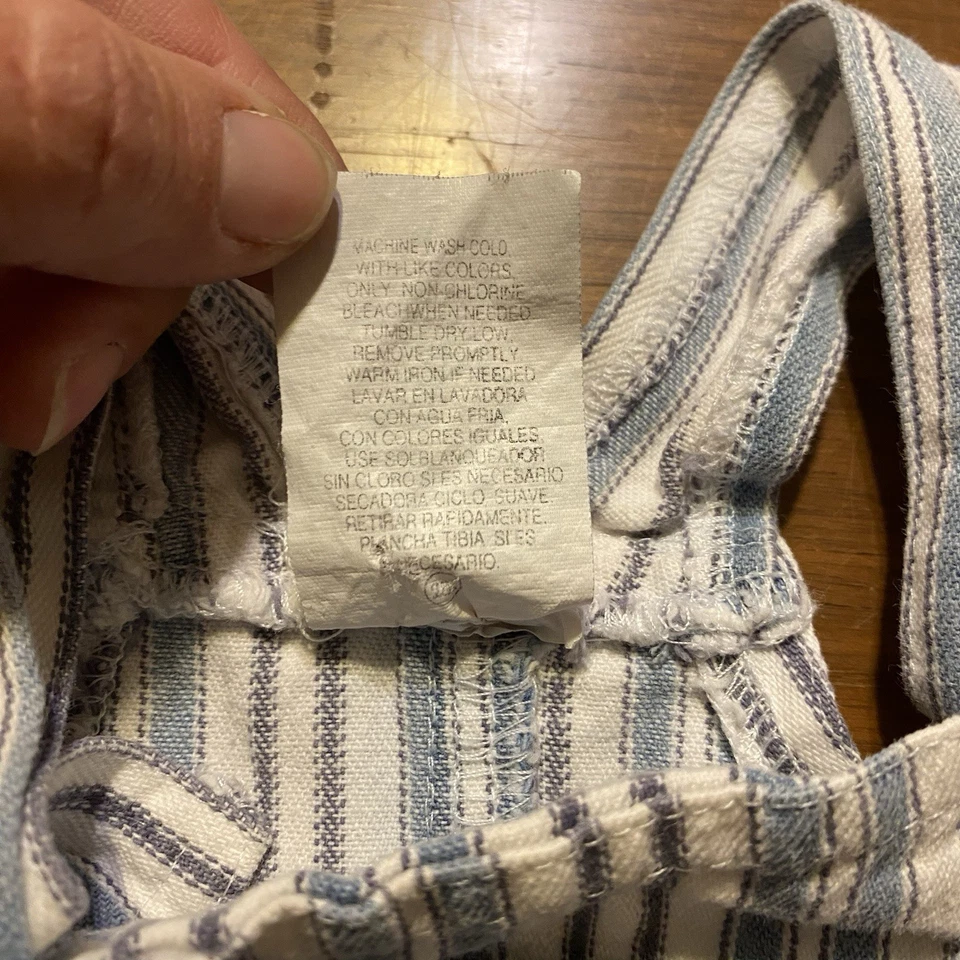 MACHINE WASH COLD
WITH LIKE COLORS.
ONLY NON-CHLORINE
BLEACH WHEN NEEDED.
TUMBLE DRY LOW.
REMOVE PROMPTLY.
WARM IRON IF NEEDED
LAVAR EN LAVADORA
CON AGUA FRIA.
CON COLORES IGUALES.
USE SOLBLANQUEADOR
SIN CLORO SI ES NECESARIO
SECADORA CICLO SUAVE.
RETIRAR RAPIDAMENTE.
PLANCHA TIBIA SI ES
NECESARIO.